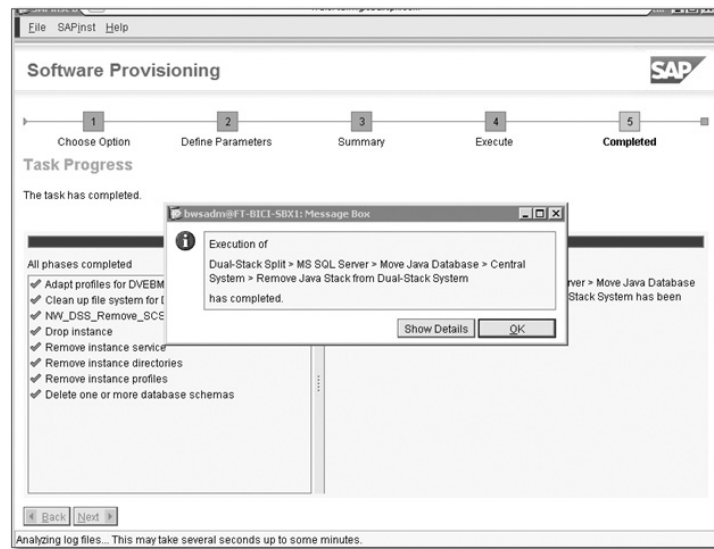 File SAPinst Help
Software Provisioning
SAP
1 2 3 4 5
Choose Option Define Parameters Summary Execute Completed
Task Progress
The task has completed.
bwsadm@FT-BICI-SBX1: Message Box
Execution of
Dual-Stack Split > MS SQL Server > Move Java Database > Central
System > Remove Java Stack from Dual-Stack System
has completed.
Show Details OK
All phases completed
Adapt profiles for DVEBM
Clean up file system for
NW_DSS_Remove_SCS
Drop instance
Remove instance service
Remove instance directories
Remove instance profiles
Delete one or more database schemas
rver > Move Java Database
Stack System has been
Back Next
Analyzing log files... This may take several seconds up to some minutes.